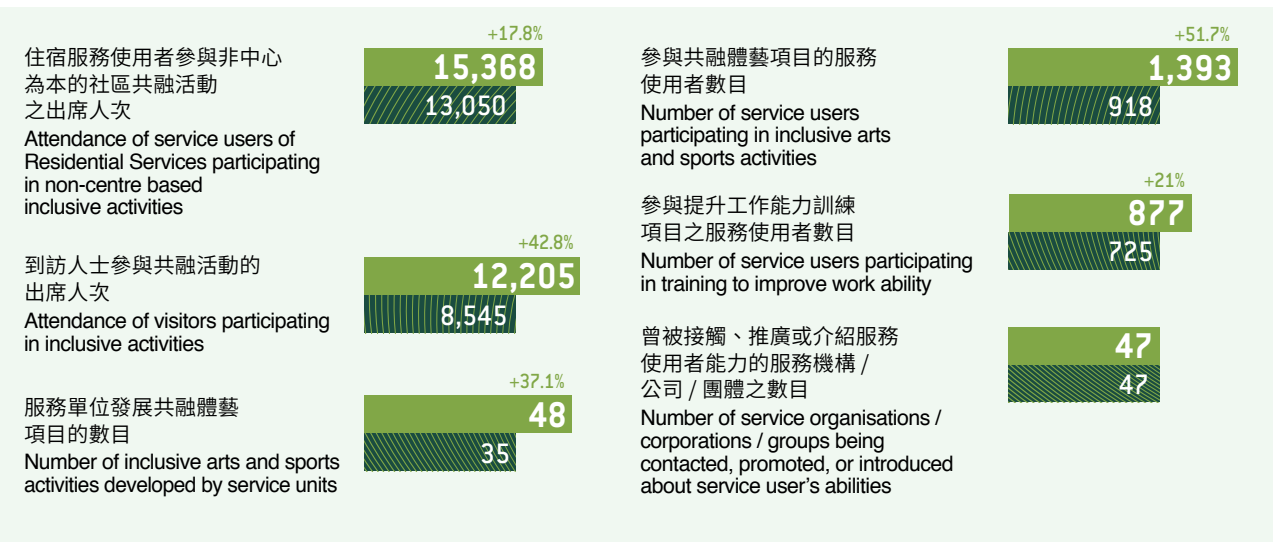 住宿服務使用者參與非中心
為本的社區共融活動
之出席人次
Attendance of service users of
Residential Services participating
in non-centre based
inclusive activities
+17.8%
15,368
13,050
到訪人士參與共融活動的
出席人次
Attendance of visitors participating
in inclusive activities
+42.8%
12,205
8,545
服務單位發展共融體藝
項目的數目
Number of inclusive arts and sports
activities developed by service units
+37.1%
48
35
參與共融體藝項目的服務
使用者數目
Number of service users
participating in inclusive arts
and sports activities
+51.7%
1,393
918
參與提升工作能力訓練
項目之服務使用者數目
Number of service users participating
in training to improve work ability
+21%
877
725
曾被接觸、推廣或介紹服務
使用者能力的服務機構 /
公司 / 團體之數目
Number of service organisations /
corporations / groups being
contacted, promoted, or introduced
about service user’s abilities
47
47